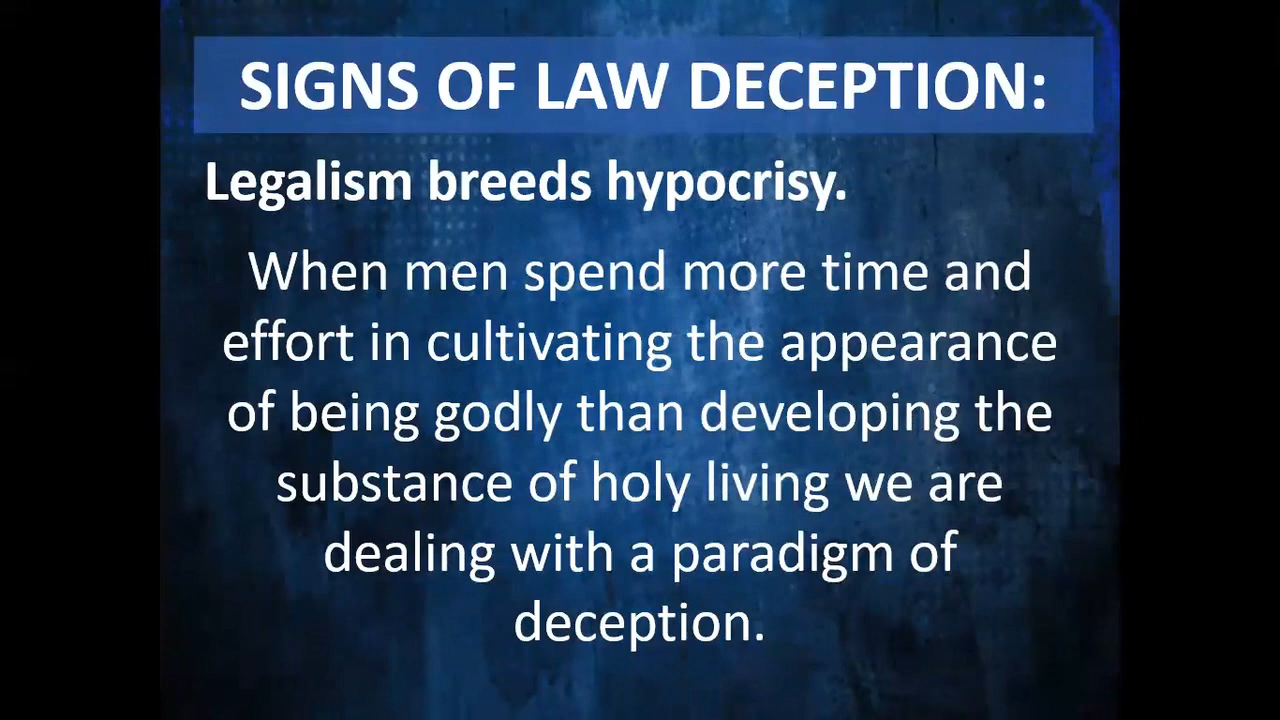 SIGNS OF LAW DECEPTION:
Legalism breeds hypocrisy.
When men spend more time and
effort in cultivating the appearance
of being godly than developing the
substance of holy living we are
dealing with a paradigm of
deception.